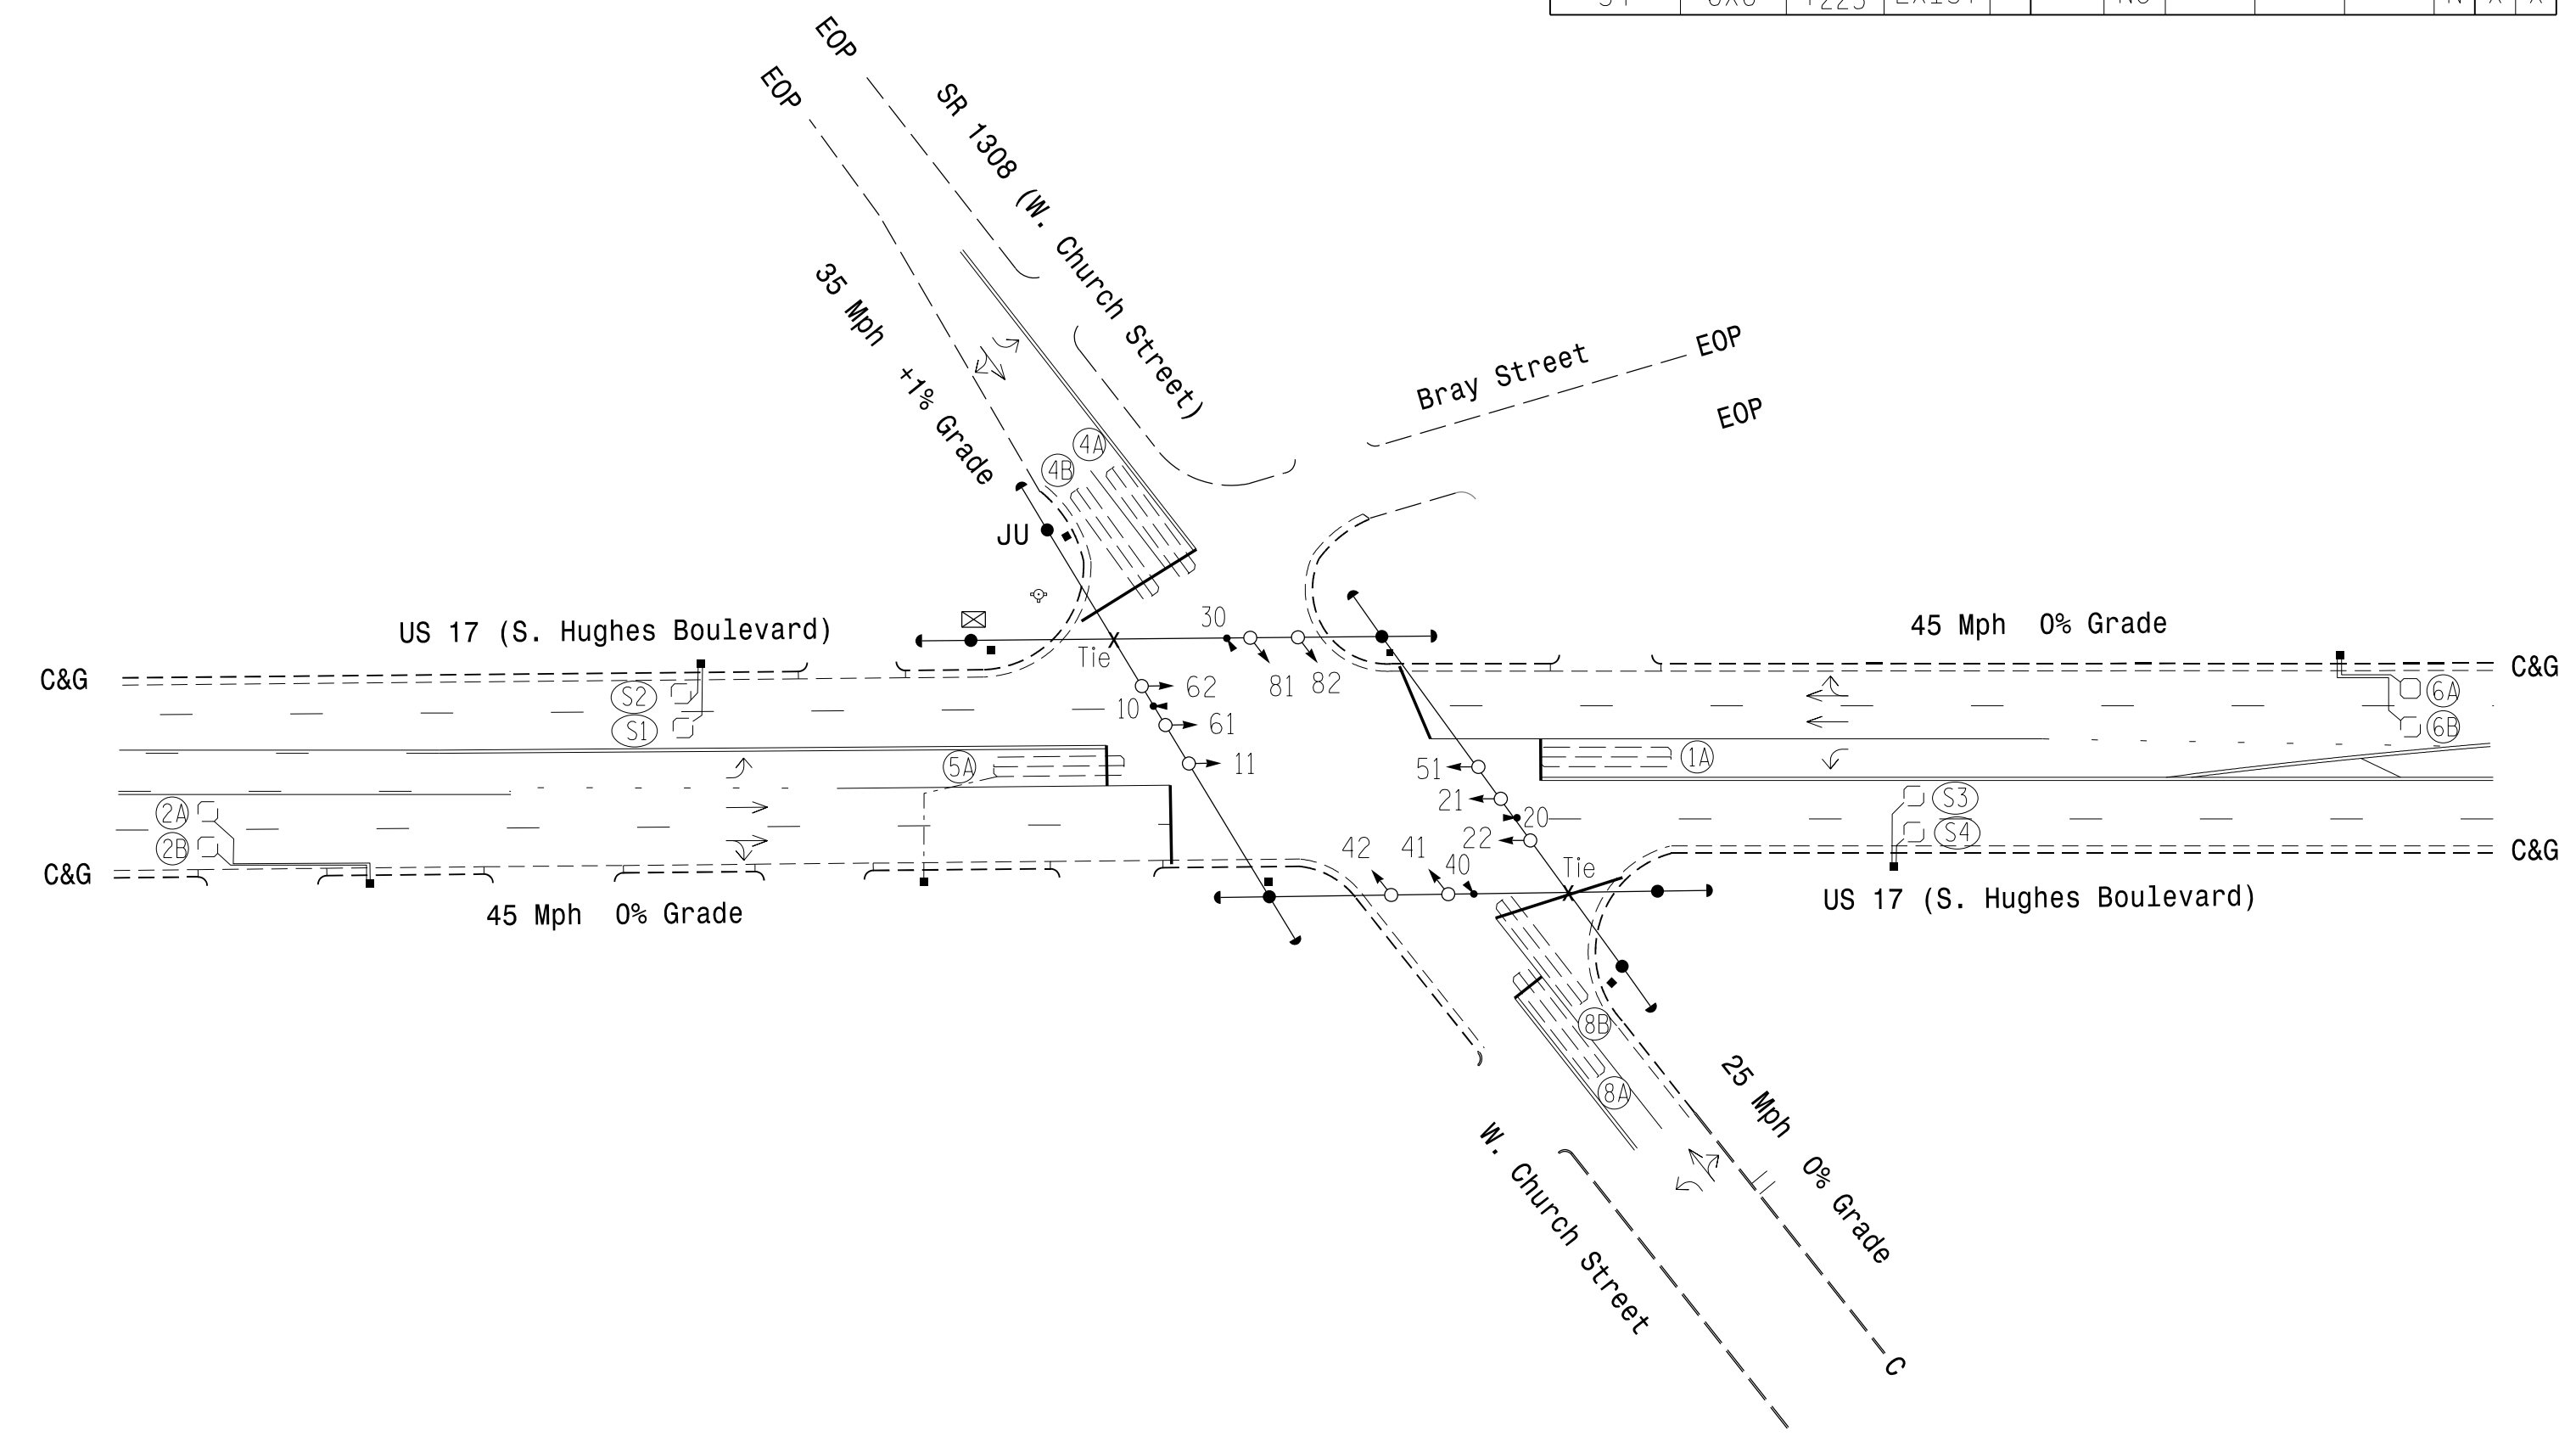 +225
EOP
EOP
SR 1308 (W. Church Street)
35 Mph +1% Grade
Bray Street
EOP
EOP
4A
4B
JU
30
Tie
81
82
US 17 (S. Hughes Boulevard)
45 Mph 0% Grade
C&G
C&G
S2
S1
62
10
61
11
6A
6B
5A
1A
51
21
20
22
2A
2B
S3
S4
42
41
40
Tie
C&G
C&G
45 Mph 0% Grade
US 17 (S. Hughes Boulevard)
8B
8A
25 Mph 0% Grade
W. Church Street
C